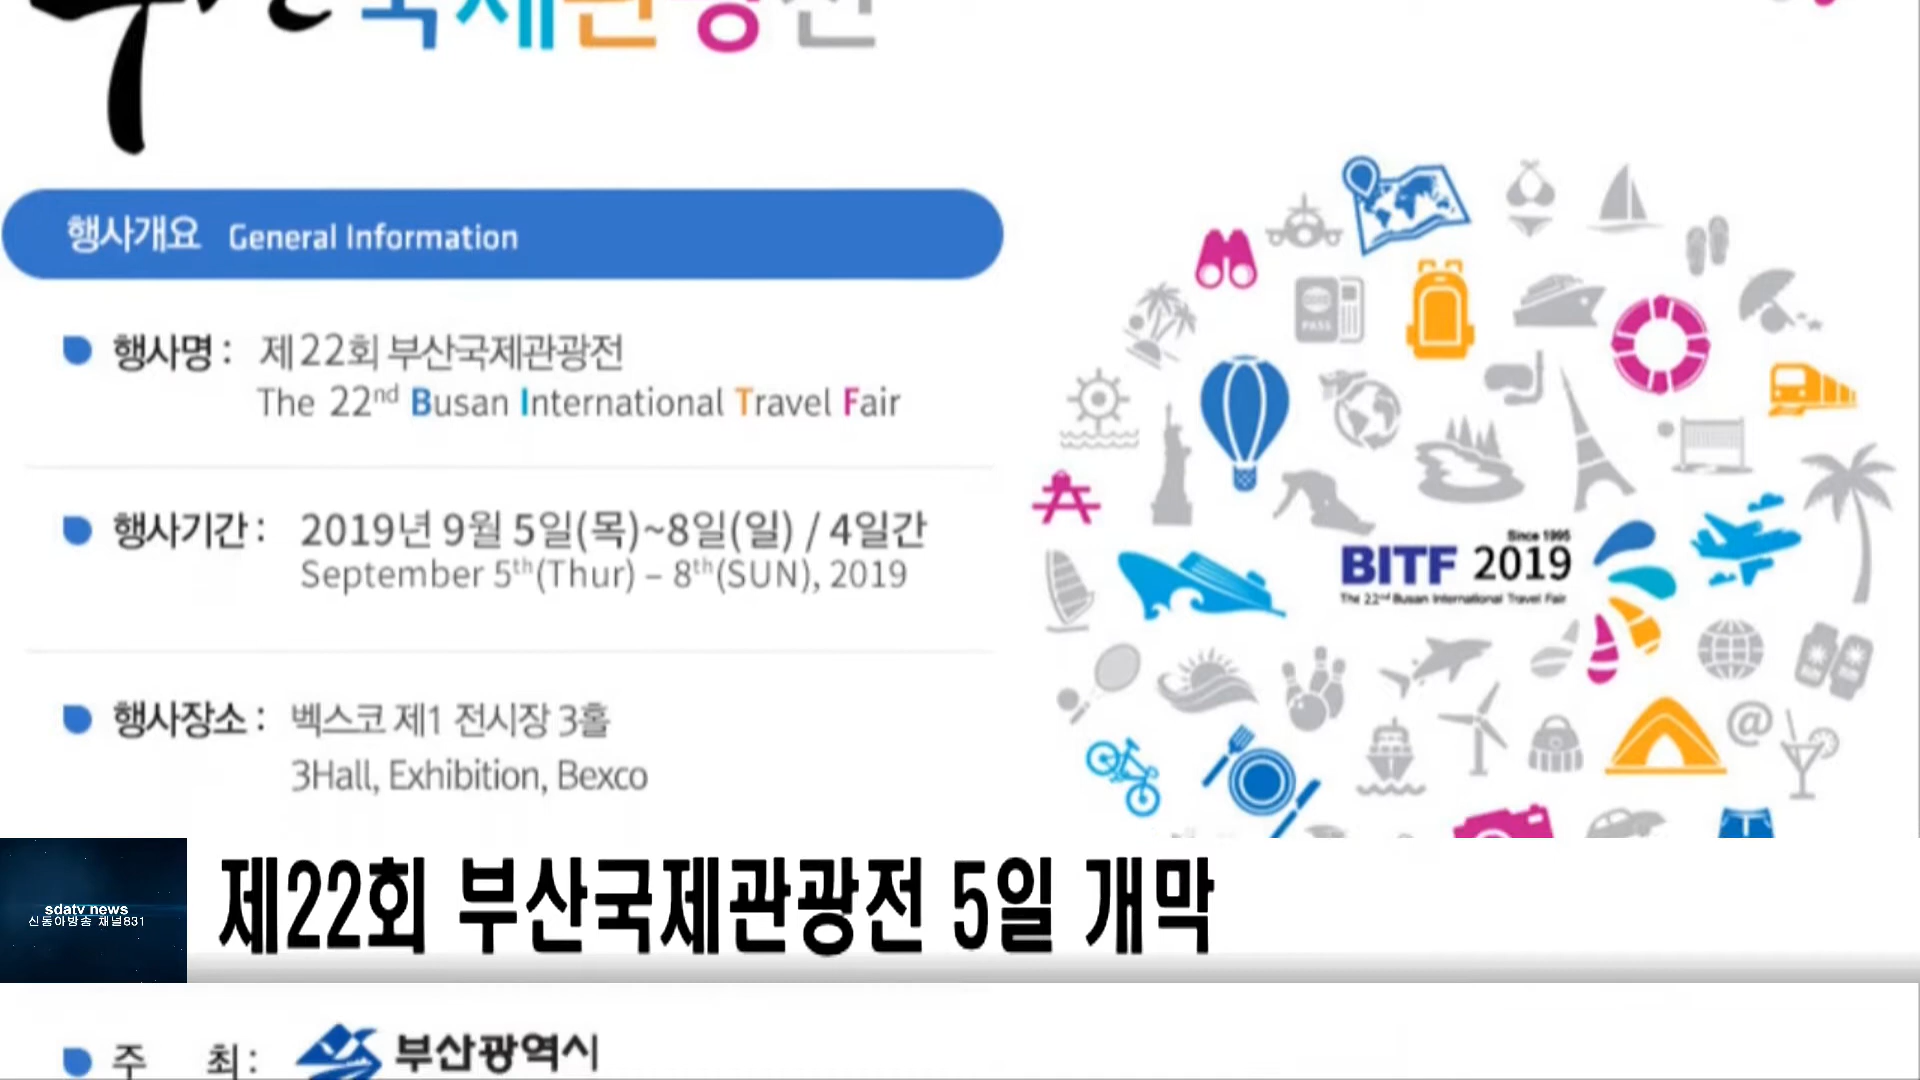 부산국제관광전
행사개요 General Information
행사명 : 제22회 부산국제관광전
The 22nd Busan International Travel Fair
행사기간 : 2019년 9월 5일(목)~8일(일) / 4일간
September 5th(Thur) – 8th(SUN), 2019
행사장소 : 벡스코 제1 전시장 3홀
3Hall, Exhibition, Bexco
PASS
Since 1995
BITF 2019
The 22nd Busan International Travel Fair
@
sdatv news
신동아방송 채널831
제22회 부산국제관광전 5일 개막
주 최 : 부산광역시